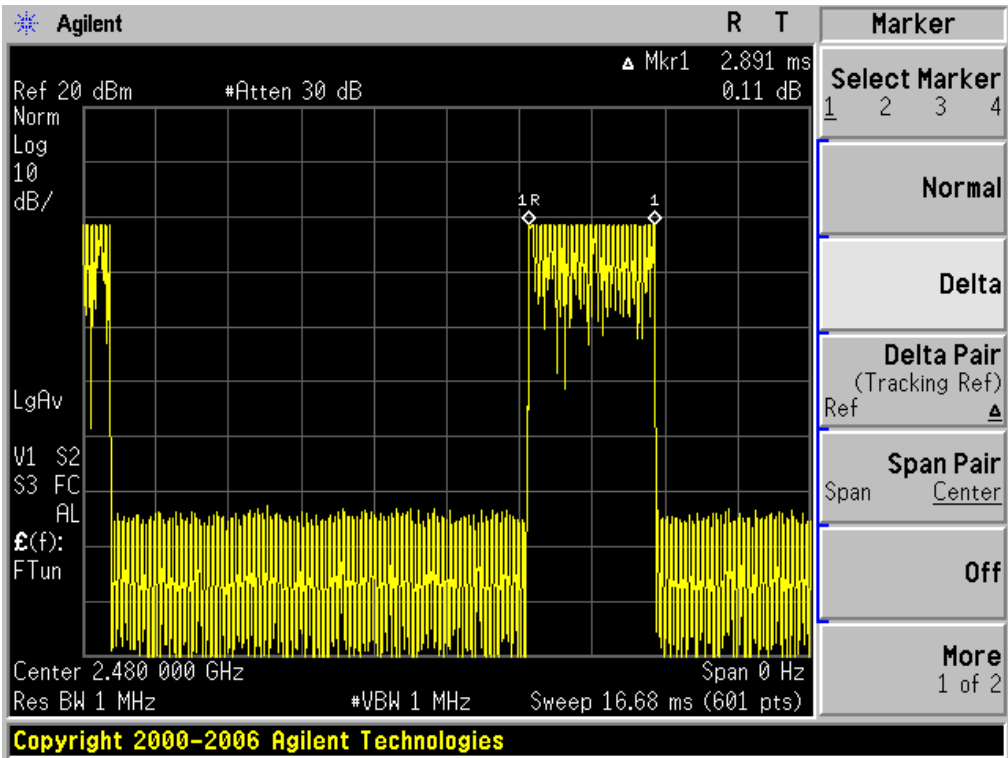 Agilent R T
Δ Mkr1 2.891 ms
Ref 20 dBm #Atten 30 dB 0.11 dB
Norm
Log
10
dB/
1R 1
LgAv
V1 S2
S3 FC
AL
£(f):
FTun
Center 2.480 000 GHz Span 0 Hz
Res BW 1 MHz #VBW 1 MHz Sweep 16.68 ms (601 pts)
Copyright 2000-2006 Agilent Technologies
Marker
Select Marker
1 2 3 4
Normal
Delta
Delta Pair
(Tracking Ref)
Ref Δ
Span Pair
Span Center
Off
More
1 of 2